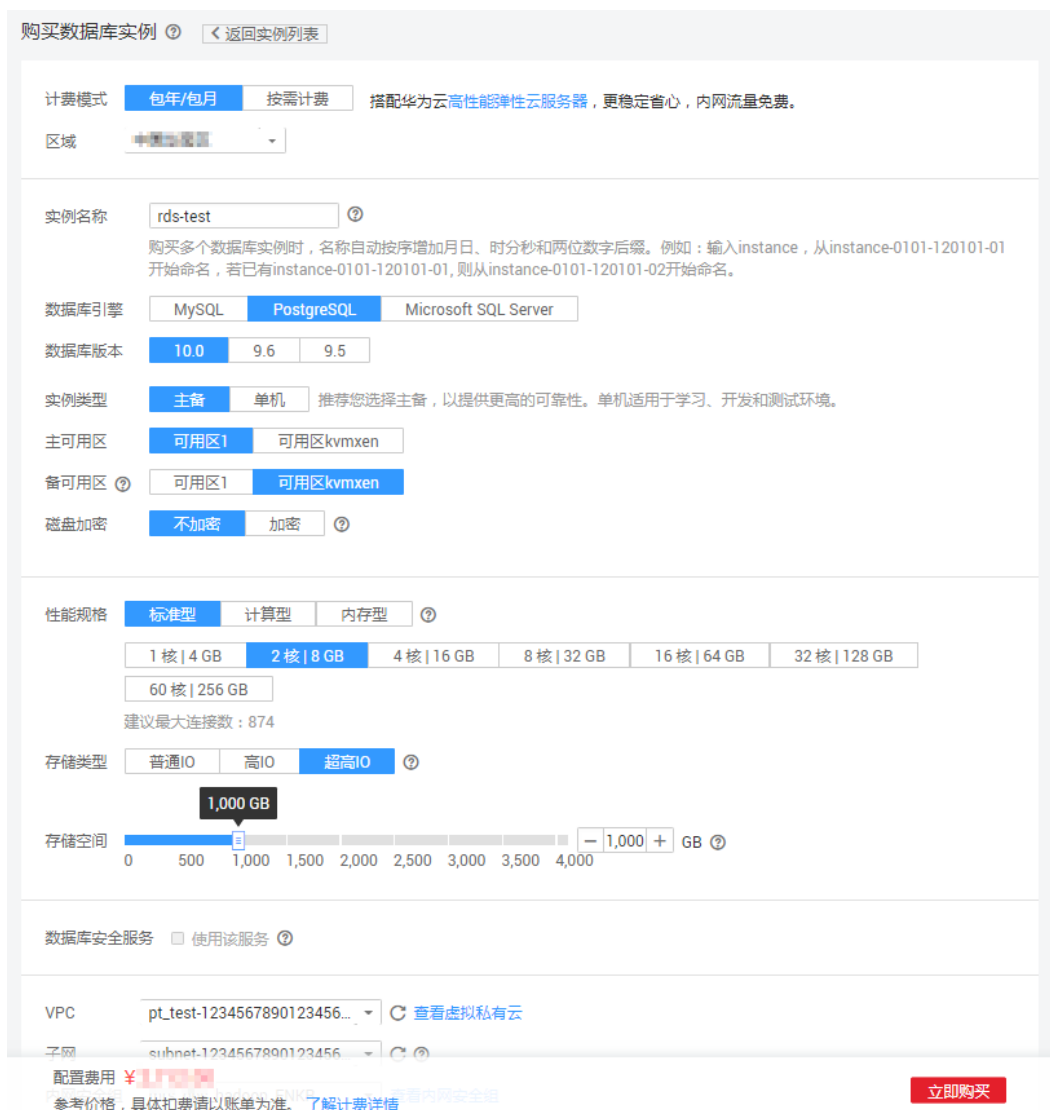 购买数据库实例 ? <返回实例列表
计费模式 包年/包月 按需计费 搭配华为云高性能弹性云服务器，更稳定省心，内网流量免费。
区域
实例名称 rds-test ?
购买多个数据库实例时，名称自动按序增加月日、时分秒和两位数字后缀。例如：输入instance，从instance-0101-120101-01
开始命名，若已有instance-0101-120101-01, 则从instance-0101-120101-02开始命名。
数据库引擎 MySQL PostgreSQL Microsoft SQL Server
数据库版本 10.0 9.6 9.5
实例类型 主备 单机 推荐您选择主备，以提供更高的可靠性。单机适用于学习、开发和测试环境。
主可用区 可用区1 可用区kvmxen
备可用区 ? 可用区1 可用区kvmxen
磁盘加密 不加密 加密 ?
性能规格 标准型 计算型 内存型 ?
1 核 | 4 GB 2 核 | 8 GB 4 核 | 16 GB 8 核 | 32 GB 16 核 | 64 GB 32 核 | 128 GB
60 核 | 256 GB
建议最大连接数：874
存储类型 普通IO 高IO 超高IO ?
1,000 GB
存储空间 − 1,000 + GB ?
0 500 1,000 1,500 2,000 2,500 3,000 3,500 4,000
数据库安全服务 使用该服务 ?
VPC pt_test-1234567890123456... 查看虚拟私有云
子网 subnet-1234567890123456 ?
配置费用 ¥
参考价格，具体扣费请以账单为准。 了解计费详情 查看内网安全组
立即购买